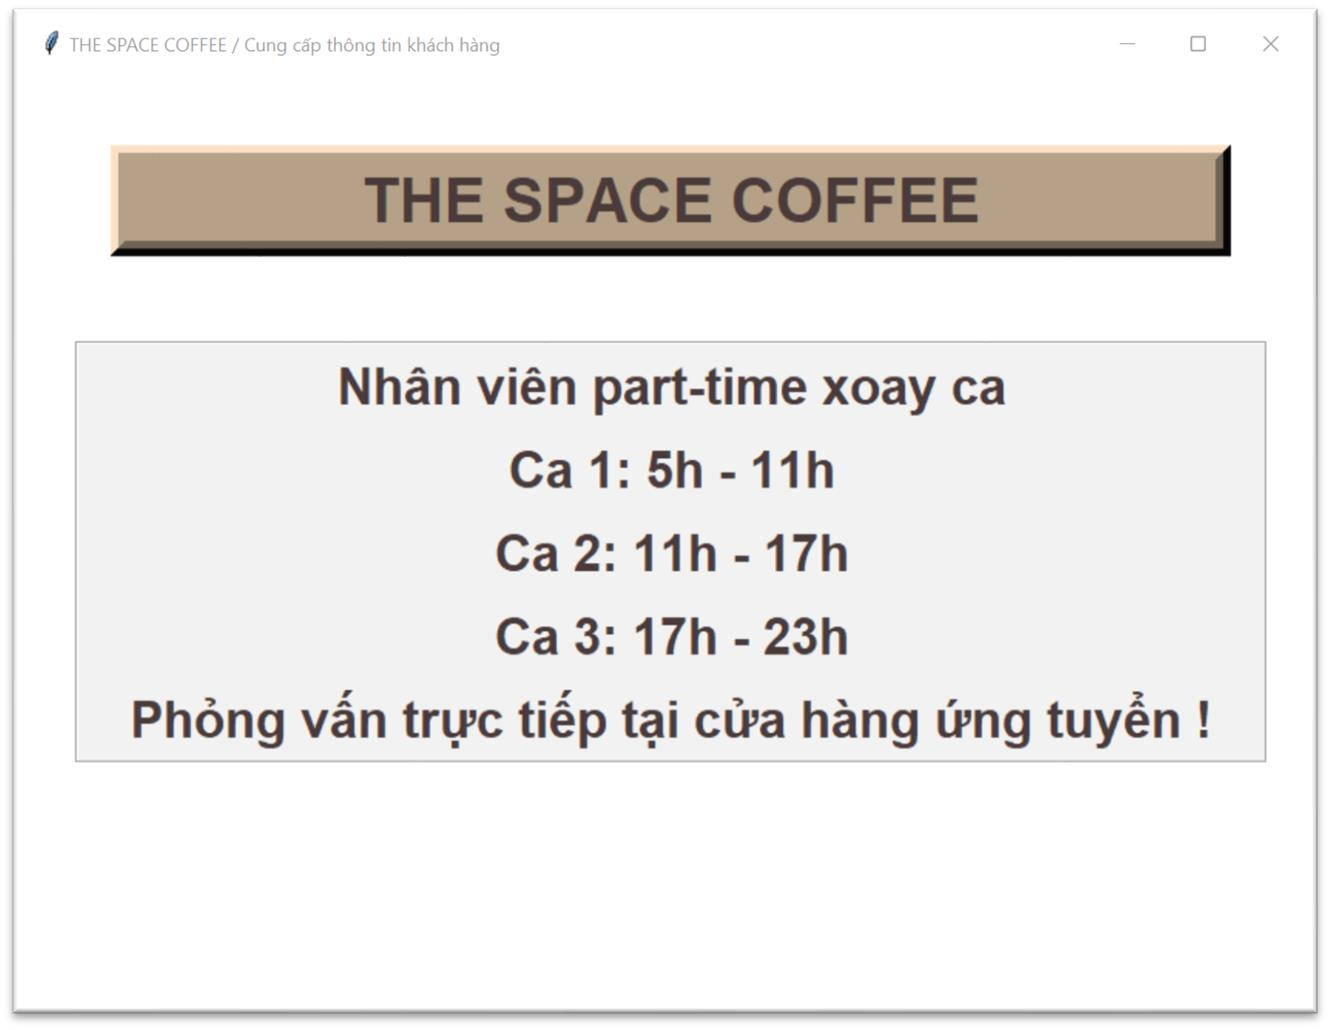 THE SPACE COFFEE / Cung cấp thông tin khách hàng
THE SPACE COFFEE
Nhân viên part-time xoay ca
Ca 1: 5h - 11h
Ca 2: 11h - 17h
Ca 3: 17h - 23h
Phỏng vấn trực tiếp tại cửa hàng ứng tuyển !